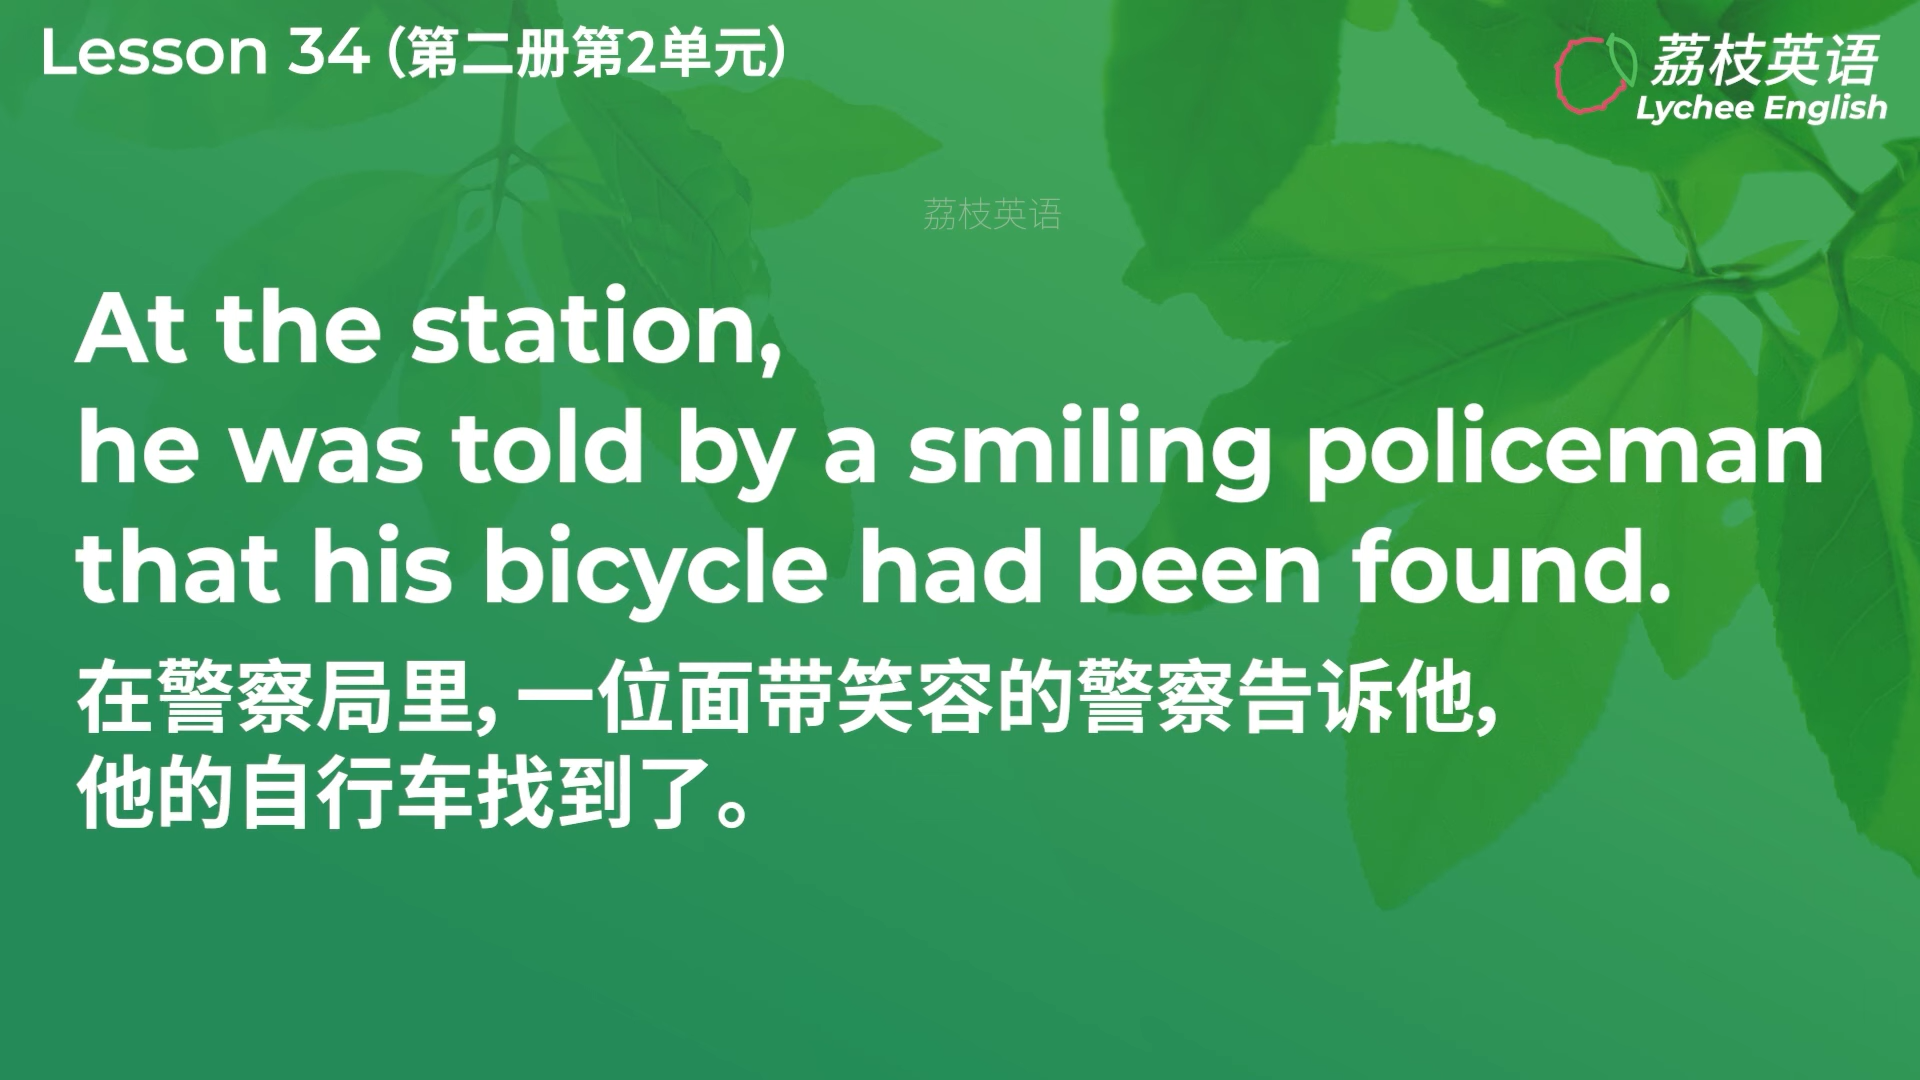 Lesson 34（第二册第2单元）
荔枝英语
Lychee English
荔枝英语
At the station,
he was told by a smiling policeman
that his bicycle had been found.
在警察局里，一位面带笑容的警察告诉他，
他的自行车找到了。